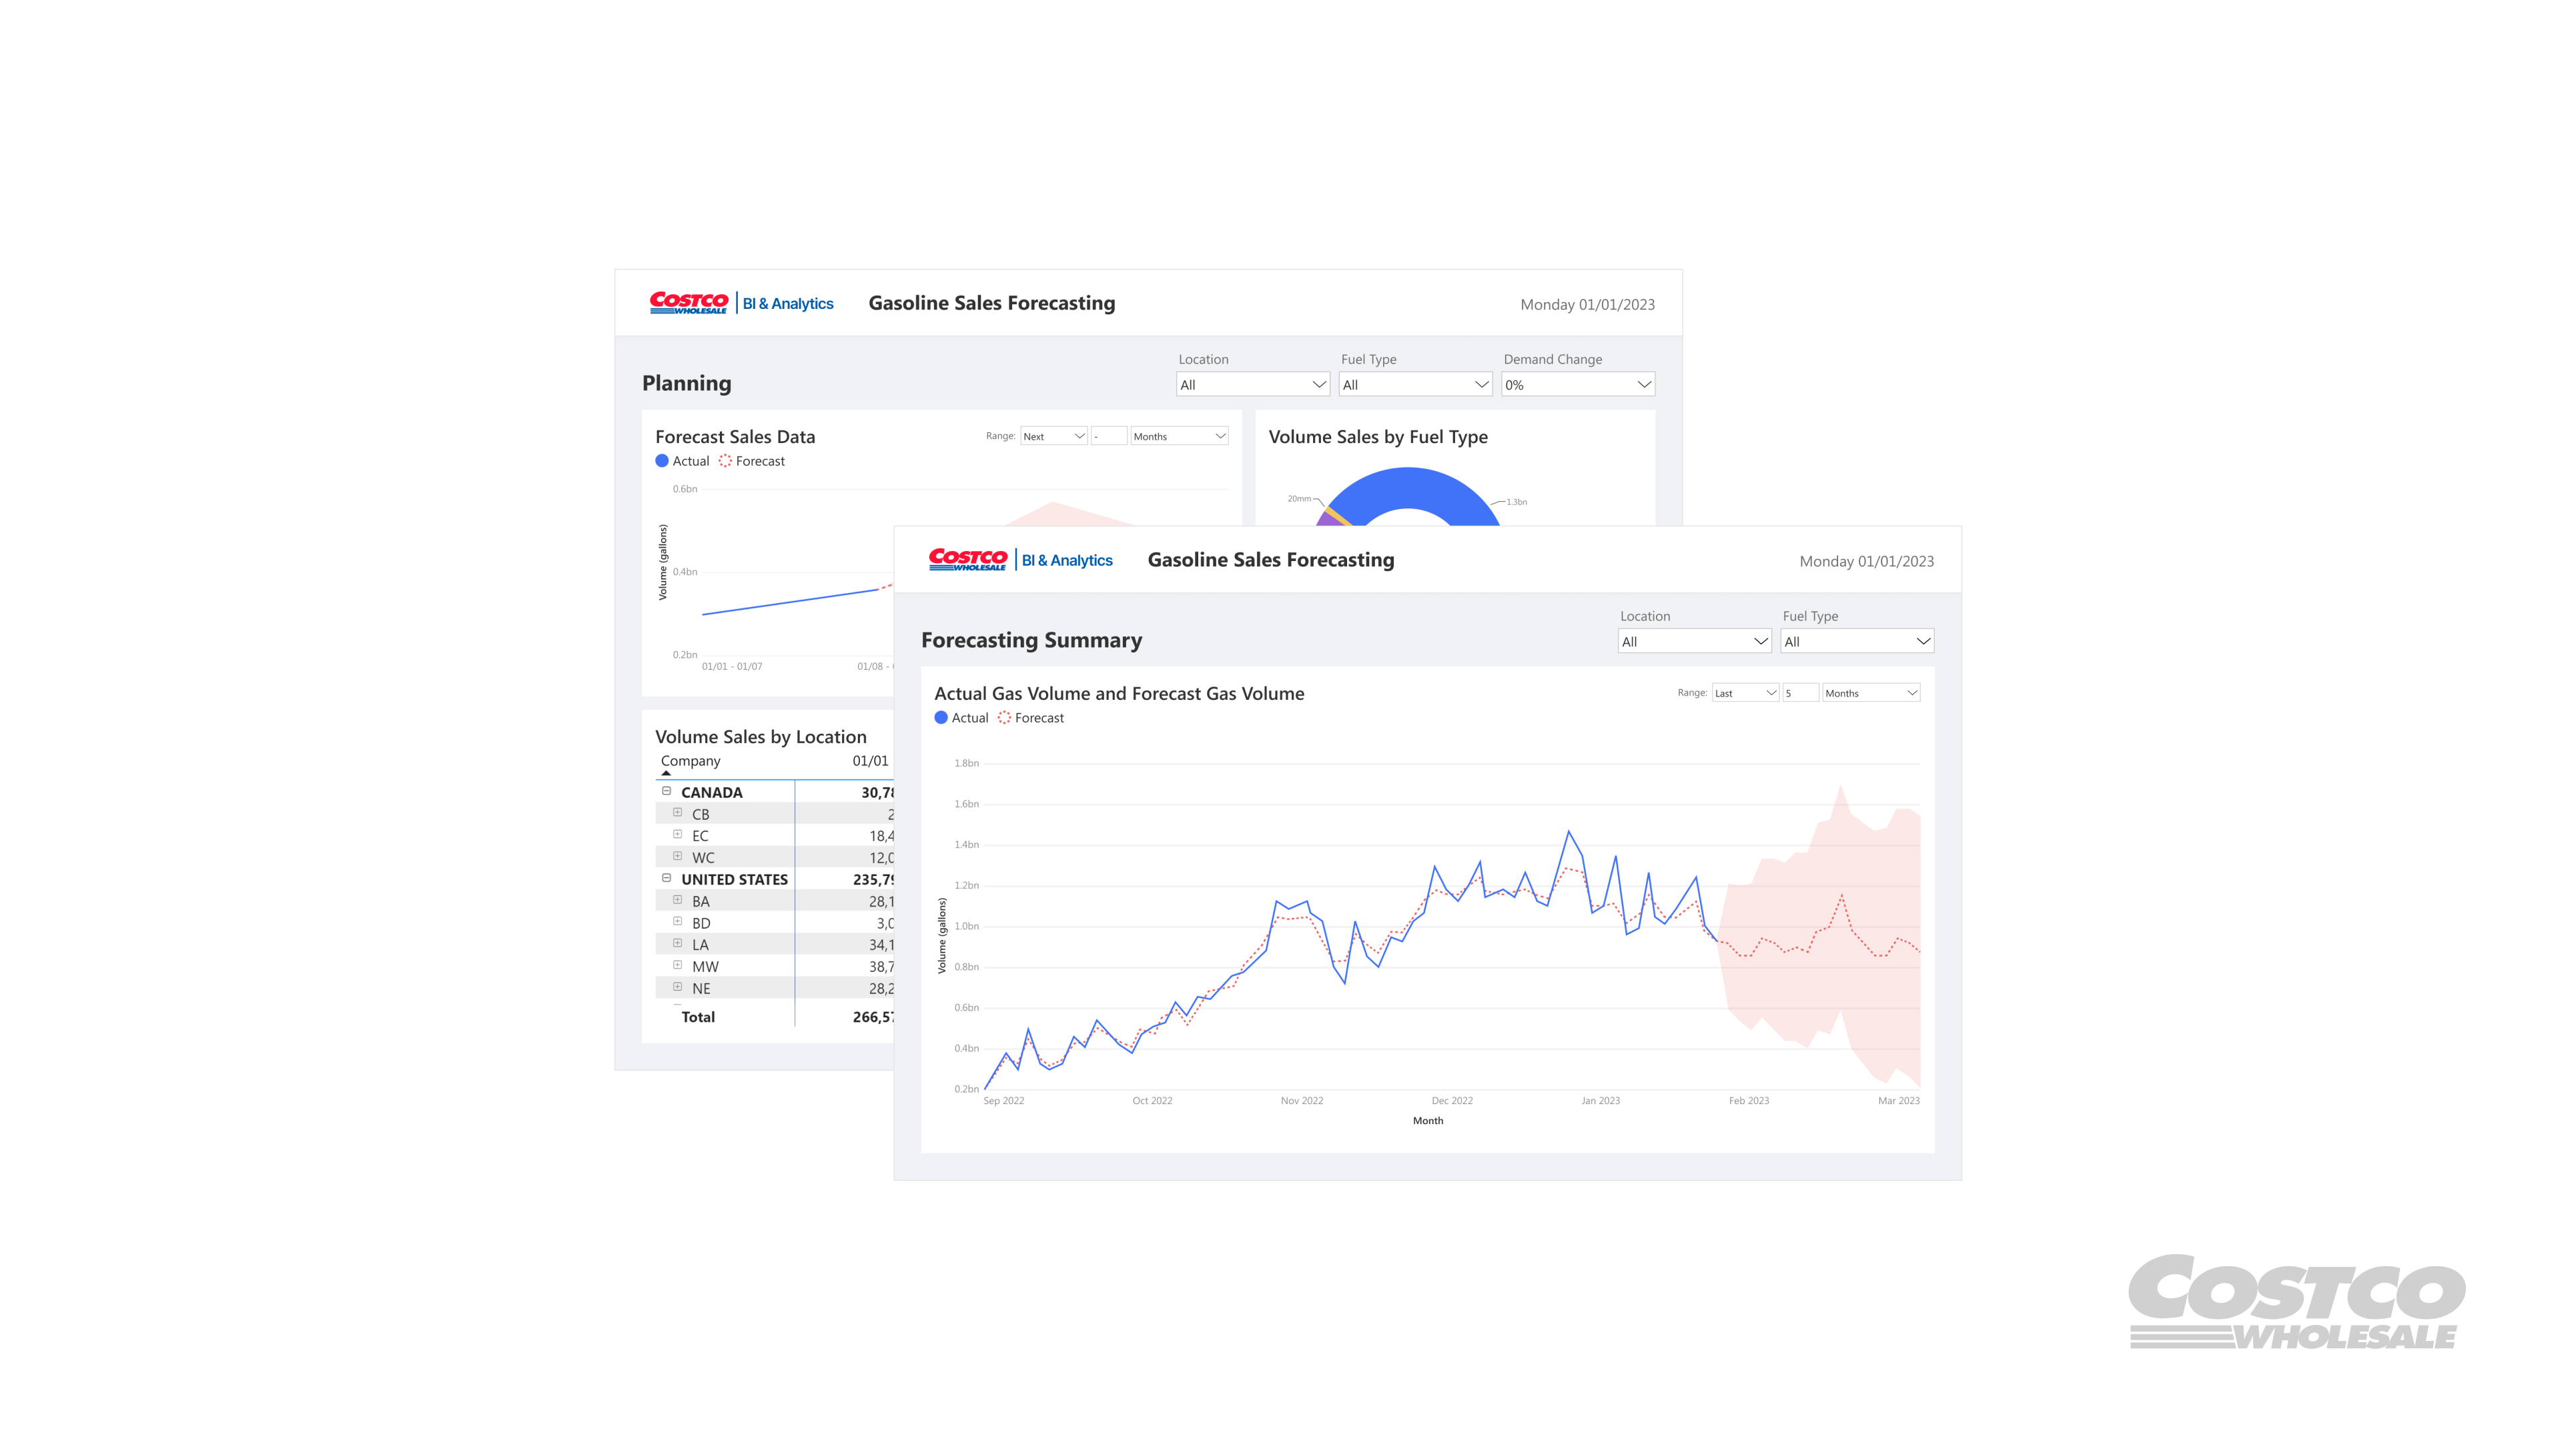 COSTCO WHOLESALE
BI & Analytics
Gasoline Sales Forecasting
Monday 01/01/2023
Planning
Location
All
Fuel Type
All
Demand Change
0%
Forecast Sales Data
Range: Next - Months
Actual Forecast
0.6bn
0.4bn
0.2bn
Volume (gallons)
01/01 - 01/07
01/08 -
Volume Sales by Fuel Type
20mm
1.3bn
Volume Sales by Location
Company 01/01
CANADA 30,78
CB 2
EC 18,4
WC 12,0
UNITED STATES 235,79
BA 28,1
BD 3,0
LA 34,1
MW 38,7
NE 28,2
Total 266,57
COSTCO WHOLESALE
BI & Analytics
Gasoline Sales Forecasting
Monday 01/01/2023
Forecasting Summary
Location
All
Fuel Type
All
Actual Gas Volume and Forecast Gas Volume
Range: Last 5 Months
Actual Forecast
1.8bn
1.6bn
1.4bn
1.2bn
1.0bn
0.8bn
0.6bn
0.4bn
0.2bn
Volume (gallons)
Sep 2022 Oct 2022 Nov 2022 Dec 2022 Jan 2023 Feb 2023 Mar 2023
Month
COSTCO
WHOLESALE